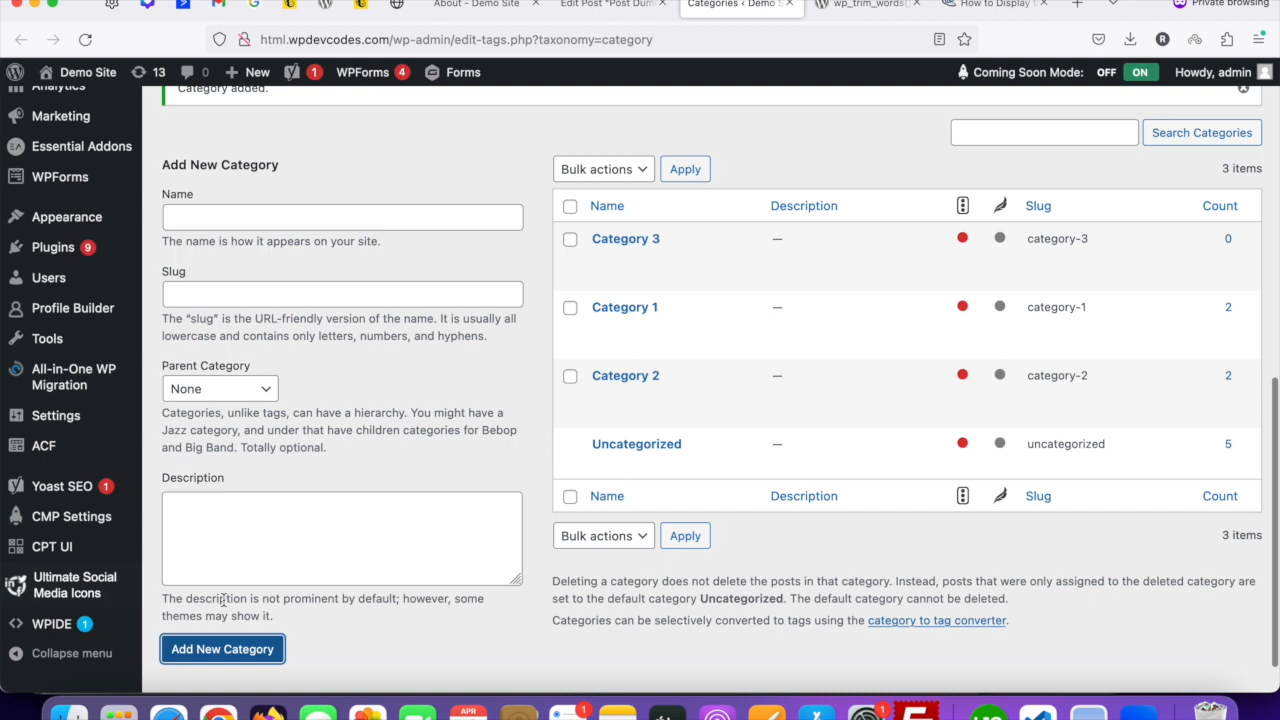 About - Demo Site
Edit Post "Post Dum
Categories ‹ Demo S
wp_trim_words(
How to Display t
Private browsing
html.wpdevcodes.com/wp-admin/edit-tags.php?taxonomy=category
Demo Site
13
0
New
1
WPForms 4
Forms
Coming Soon Mode: OFF ON
Howdy, admin
Analytics
Marketing
Essential Addons
WPForms
Appearance
Plugins 9
Users
Profile Builder
Tools
All-in-One WP
Migration
Settings
ACF
Yoast SEO 1
CMP Settings
CPT UI
Ultimate Social
Media Icons
WPIDE 1
Collapse menu
Category added.
Search Categories
Add New Category
Name
The name is how it appears on your site.
Slug
The “slug” is the URL-friendly version of the name. It is usually all
lowercase and contains only letters, numbers, and hyphens.
Parent Category
None
Categories, unlike tags, can have a hierarchy. You might have a
Jazz category, and under that have children categories for Bebop
and Big Band. Totally optional.
Description
The description is not prominent by default; however, some
themes may show it.
Add New Category
Bulk actions Apply 3 items
Name Description Slug Count
Category 3 — category-3 0
Category 1 — category-1 2
Category 2 — category-2 2
Uncategorized — uncategorized 5
Name Description Slug Count
Bulk actions Apply 3 items
Deleting a category does not delete the posts in that category. Instead, posts that were only assigned to the deleted category are
set to the default category Uncategorized. The default category cannot be deleted.
Categories can be selectively converted to tags using the category to tag converter.
APR
1
1